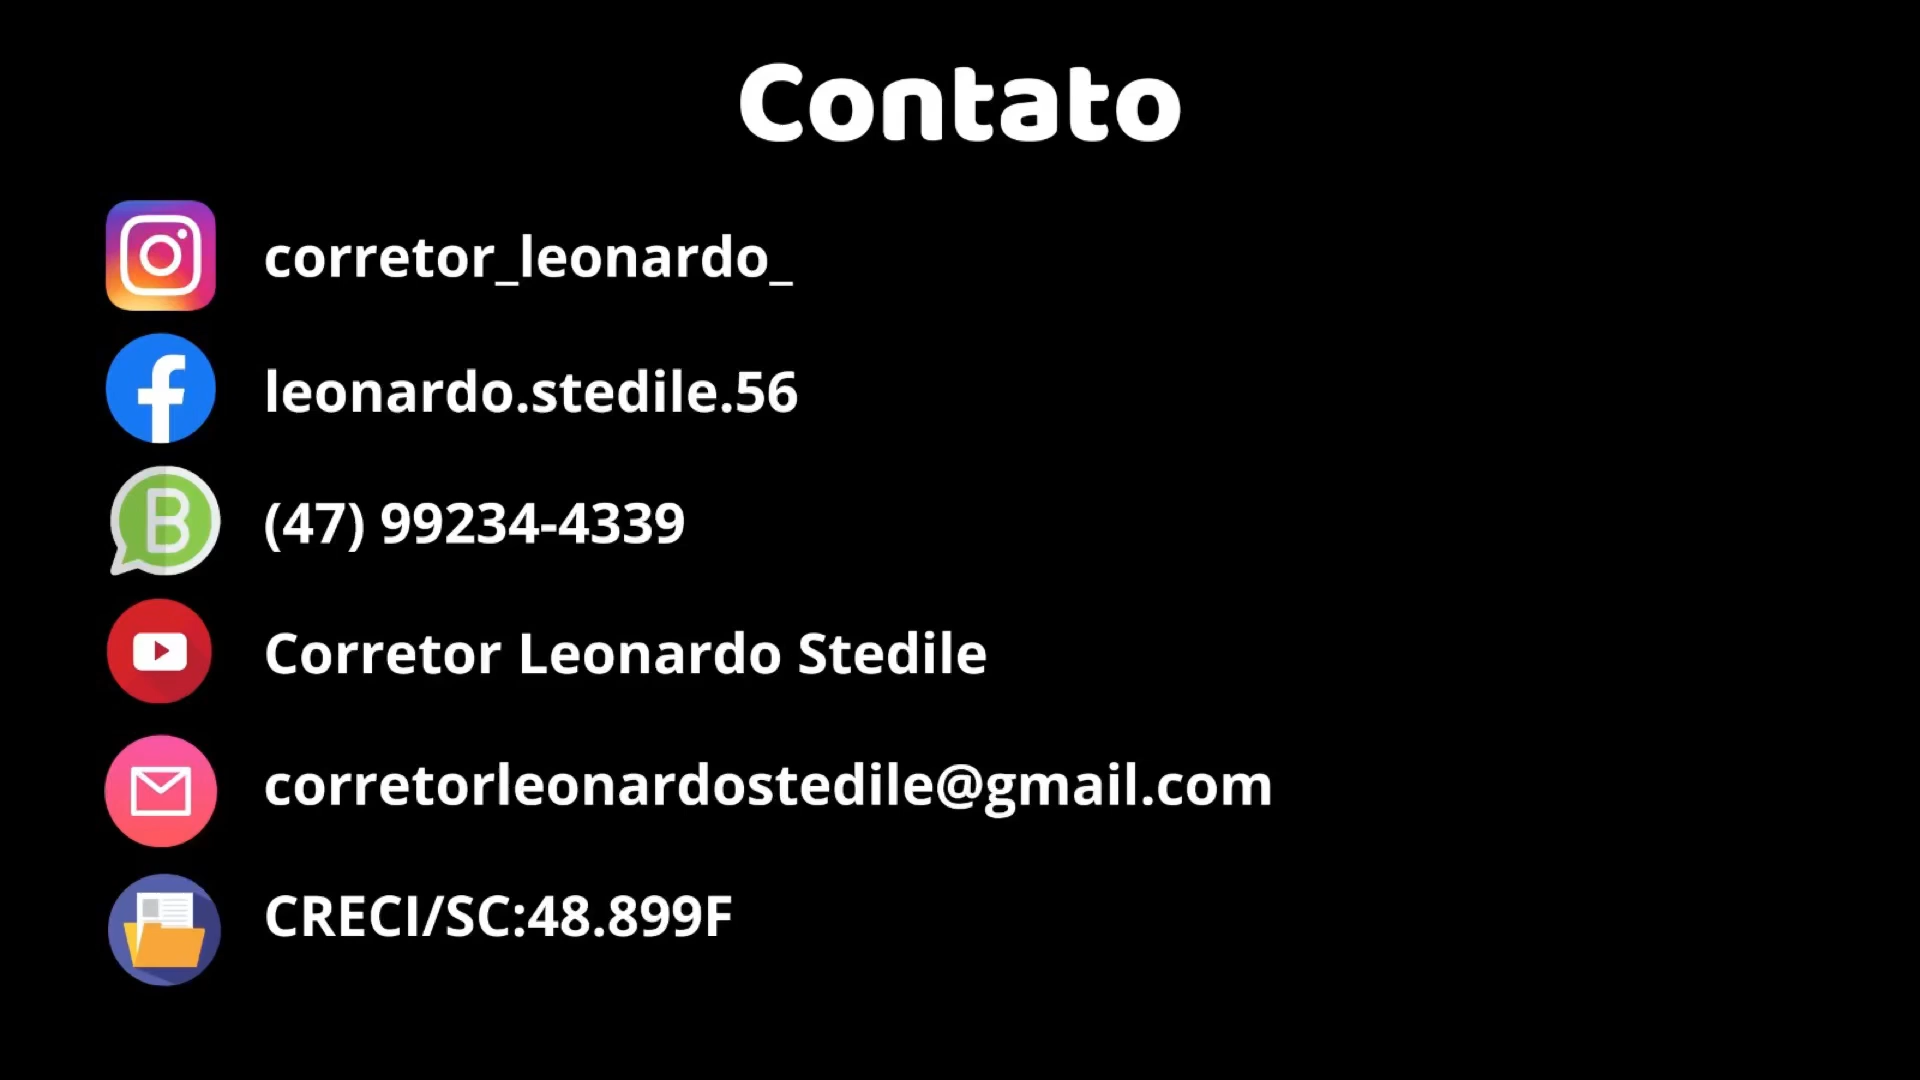 Contato
corretor_leonardo_
leonardo.stedile.56
(47) 99234-4339
Corretor Leonardo Stedile
corretorleonardostedile@gmail.com
CRECI/SC:48.899F